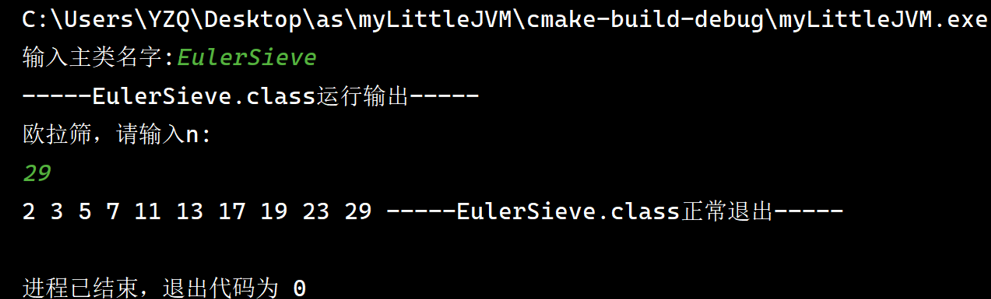 C:\Users\YZQ\Desktop\as\myLittleJVM\cmake-build-debug\myLittleJVM.exe
输入主类名字:EulerSieve
-----EulerSieve.class运行输出-----
欧拉筛，请输入n:
29
2 3 5 7 11 13 17 19 23 29 -----EulerSieve.class正常退出-----
进程已结束，退出代码为 0